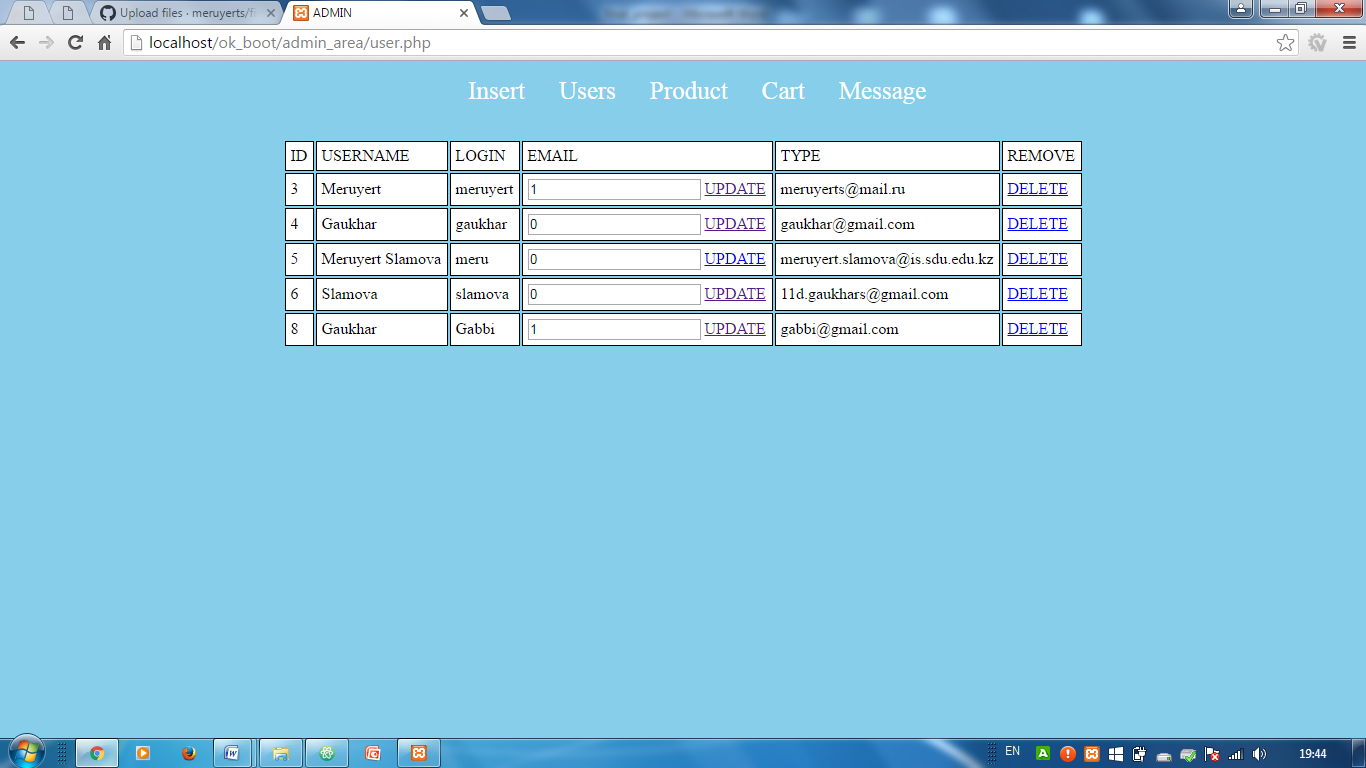 Upload files · meruyerts/fi
ADMIN
localhost/ok_boot/admin_area/user.php
Insert Users Product Cart Message
ID USERNAME LOGIN EMAIL TYPE REMOVE
3 Meruyert meruyert 1 UPDATE meruyerts@mail.ru DELETE
4 Gaukhar gaukhar 0 UPDATE gaukhar@gmail.com DELETE
5 Meruyert Slamova meru 0 UPDATE meruyert.slamova@is.sdu.edu.kz DELETE
6 Slamova slamova 0 UPDATE 11d.gaukhars@gmail.com DELETE
8 Gaukhar Gabbi 1 UPDATE gabbi@gmail.com DELETE
EN 19:44